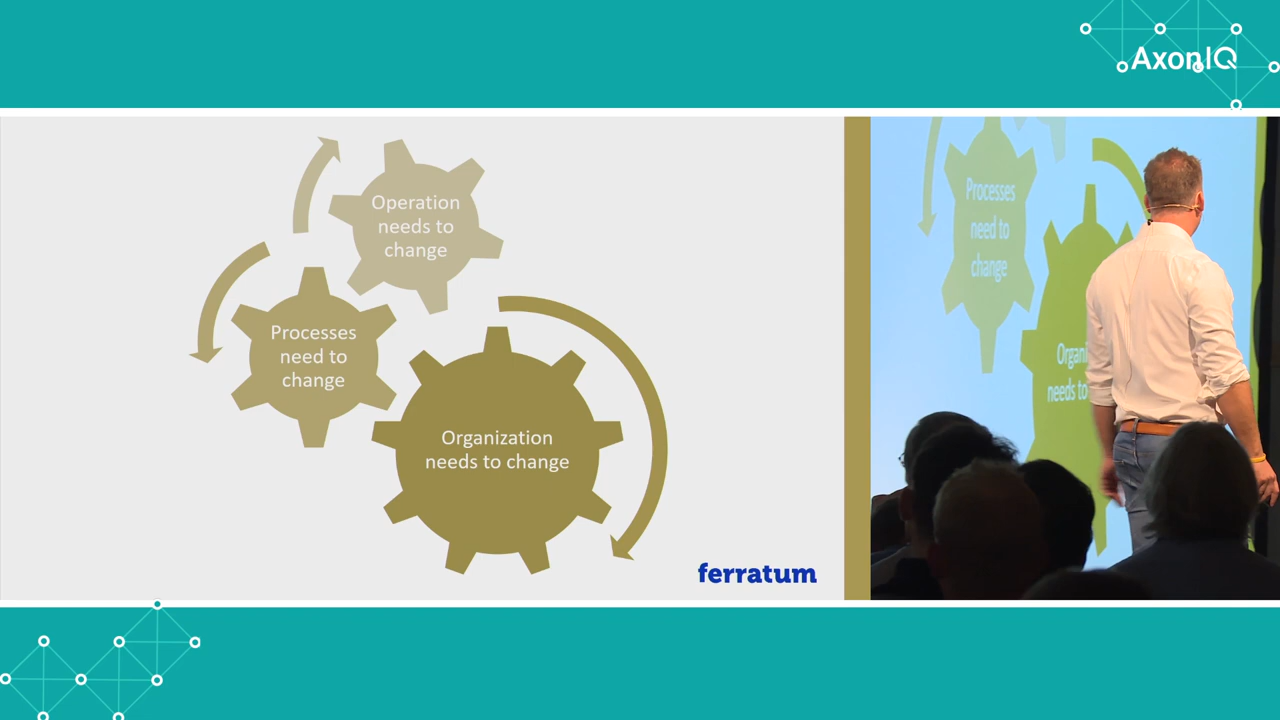 AxonIQ
Operation
needs to
change
Processes
need to
change
Organization
needs to change
ferratum
Processes
need to
change
Organi
needs to